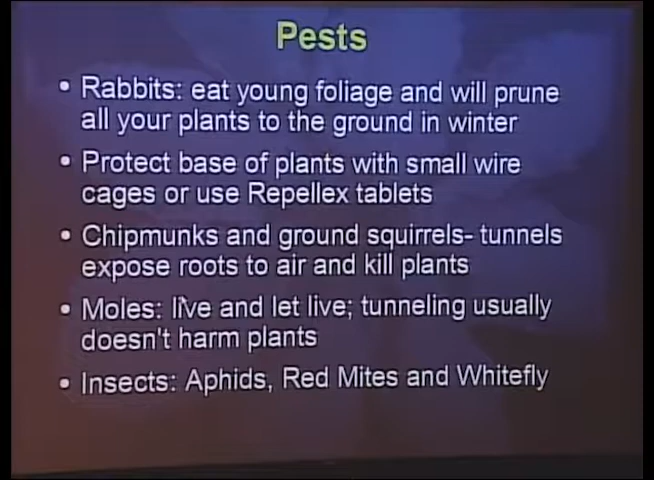 Pests
• Rabbits: eat young foliage and will prune
all your plants to the ground in winter
• Protect base of plants with small wire
cages or use Repellex tablets
• Chipmunks and ground squirrels- tunnels
expose roots to air and kill plants
• Moles: live and let live; tunneling usually
doesn't harm plants
• Insects: Aphids, Red Mites and Whitefly